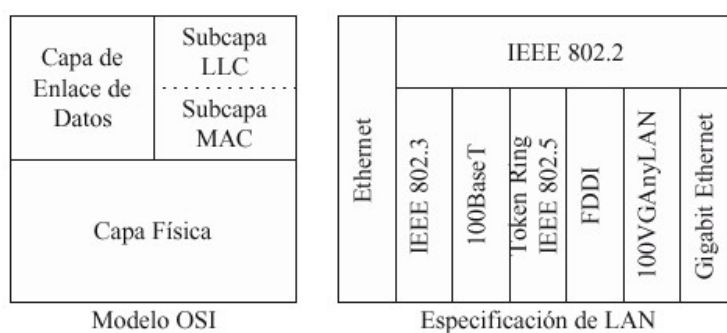 Capa de
Enlace de
Datos
Subcapa
LLC
Subcapa
MAC
Capa Física
Modelo OSI
Ethernet
IEEE 802.2
IEEE 802.3
100BaseT
Token Ring
IEEE 802.5
FDDI
100VGAnyLAN
Gigabit Ethernet
Especificación de LAN